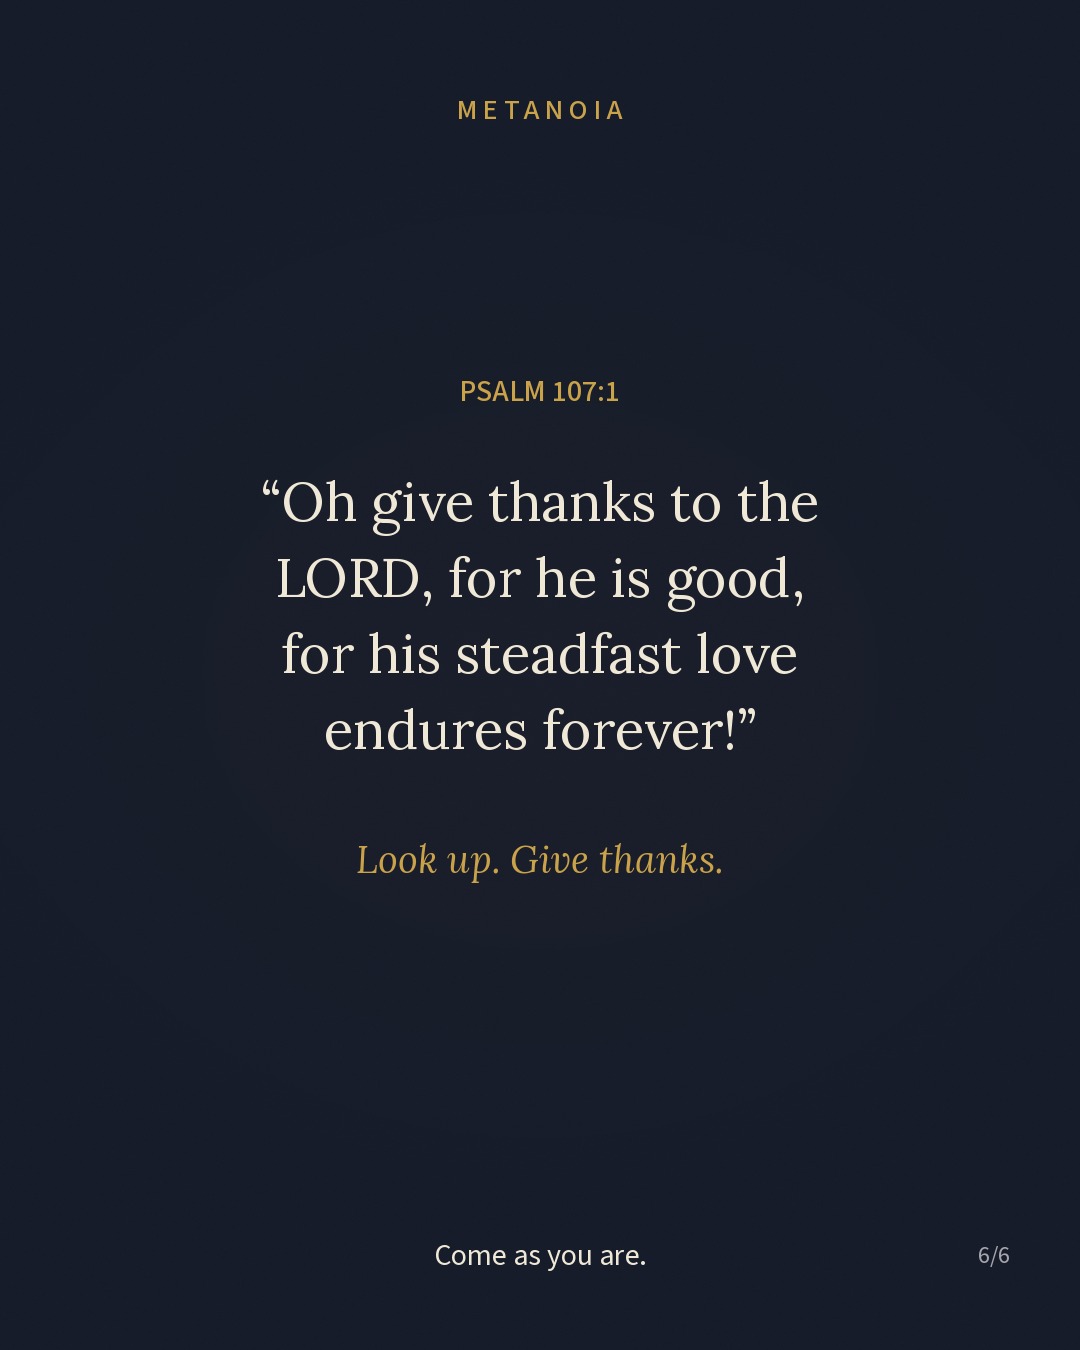 METANOIA
PSALM 107:1
“Oh give thanks to the
LORD, for he is good,
for his steadfast love
endures forever!”
Look up. Give thanks.
Come as you are.
6/6